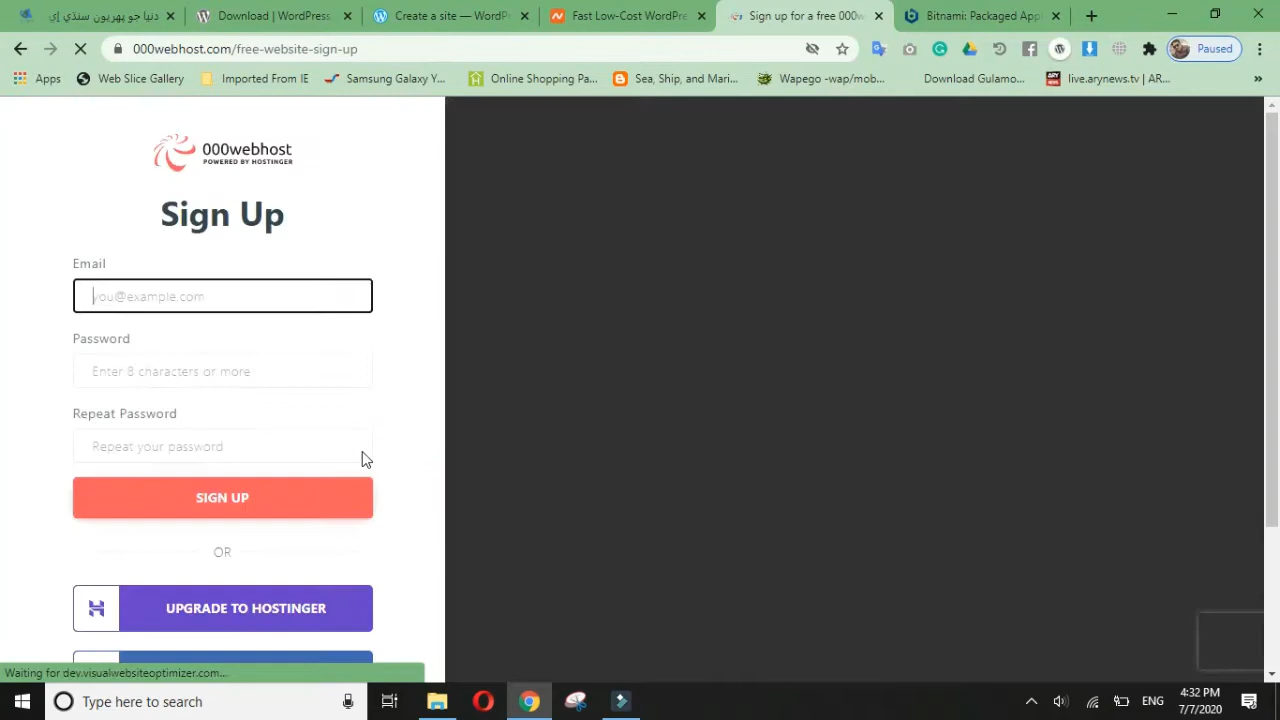 دنيا جو پهريون سنڌي اي
Download | WordPress.
Create a site — WordP
Fast Low-Cost WordPre
Sign up for a free 000w
Bitnami: Packaged App
000webhost.com/free-website-sign-up
Paused
Apps
Web Slice Gallery
Imported From IE
Samsung Galaxy Y...
Online Shopping Pa...
Sea, Ship, and Mari...
Wapego -wap/mob...
Download Gulamo...
live.arynews.tv | AR...
000webhost
POWERED BY HOSTINGER
Sign Up
Email
you@example.com
Password
Enter 8 characters or more
Repeat Password
Repeat your password
SIGN UP
OR
UPGRADE TO HOSTINGER
Waiting for dev.visualwebsiteoptimizer.com...
Type here to search
ENG
4:32 PM
7/7/2020